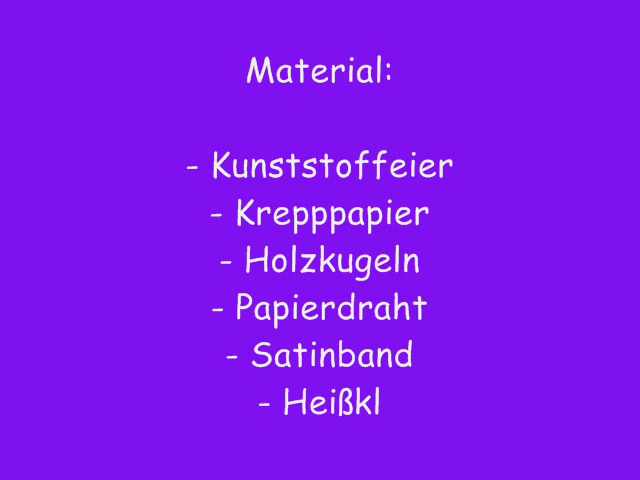 Material:
- Kunststoffeier
- Krepppapier
- Holzkugeln
- Papierdraht
- Satinband
- Heißkl